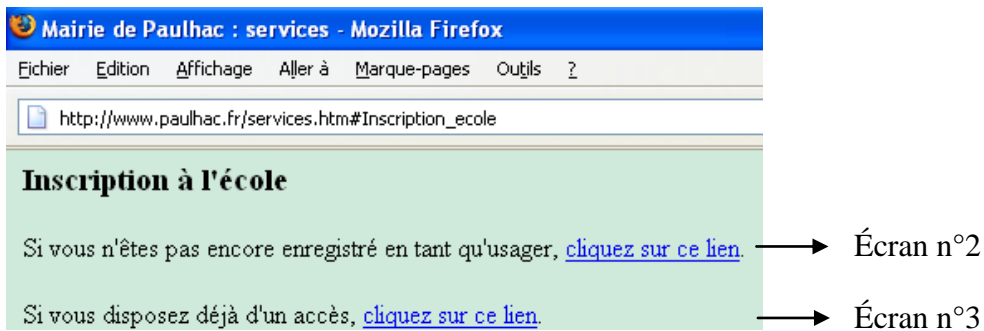 Mairie de Paulhac : services - Mozilla Firefox
Fichier Edition Affichage Aller à Marque-pages Outils ?
http://www.paulhac.fr/services.htm#Inscription_ecole
Inscription à l'école
Si vous n'êtes pas encore enregistré en tant qu'usager, cliquez sur ce lien. Écran n°2
Si vous disposez déjà d'un accès, cliquez sur ce lien. Écran n°3